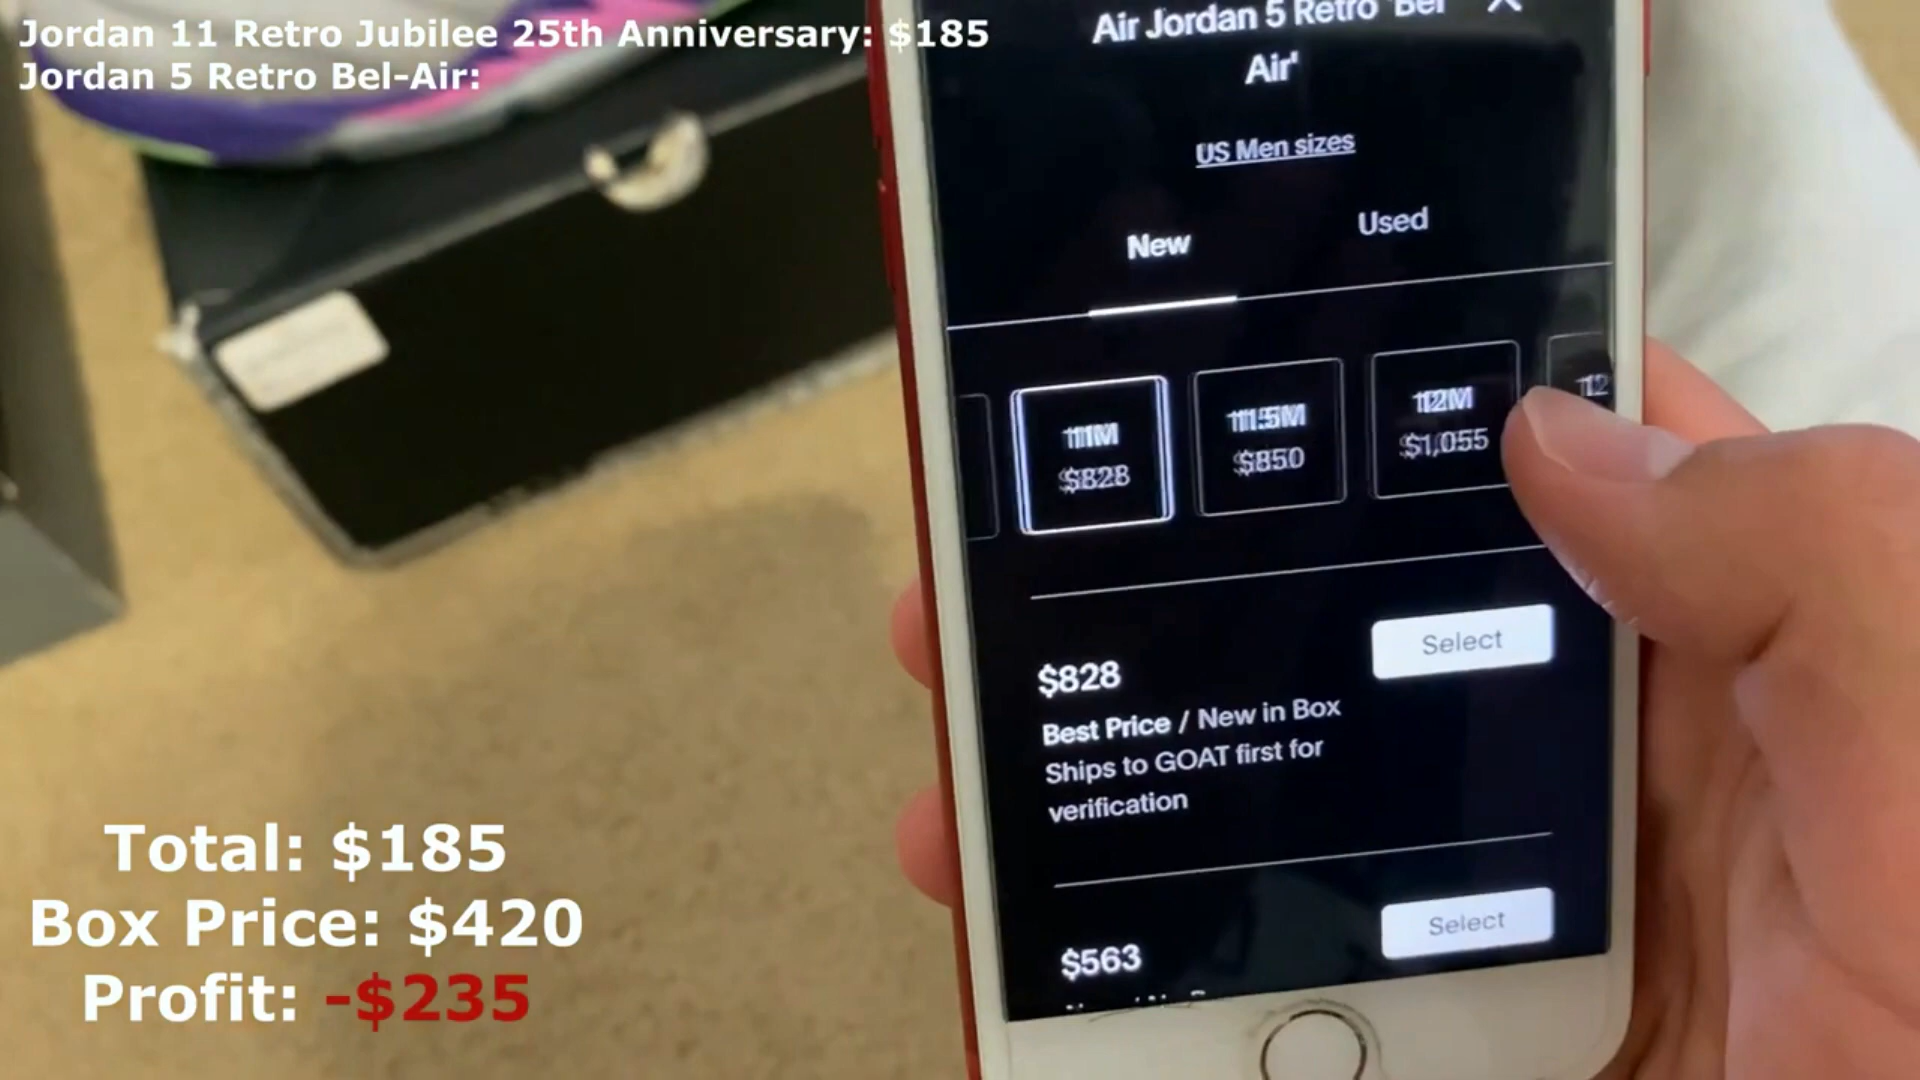 Jordan 11 Retro Jubilee 25th Anniversary: $185
Jordan 5 Retro Bel-Air:
Air Jordan 5 Retro 'Bel
Air'
US Men sizes
New
Used
11M
$828
11.5M
$850
12M
$1,055
12
$828
Select
Best Price / New in Box
Ships to GOAT first for
verification
$563
Select
Total: $185
Box Price: $420
Profit: -$235